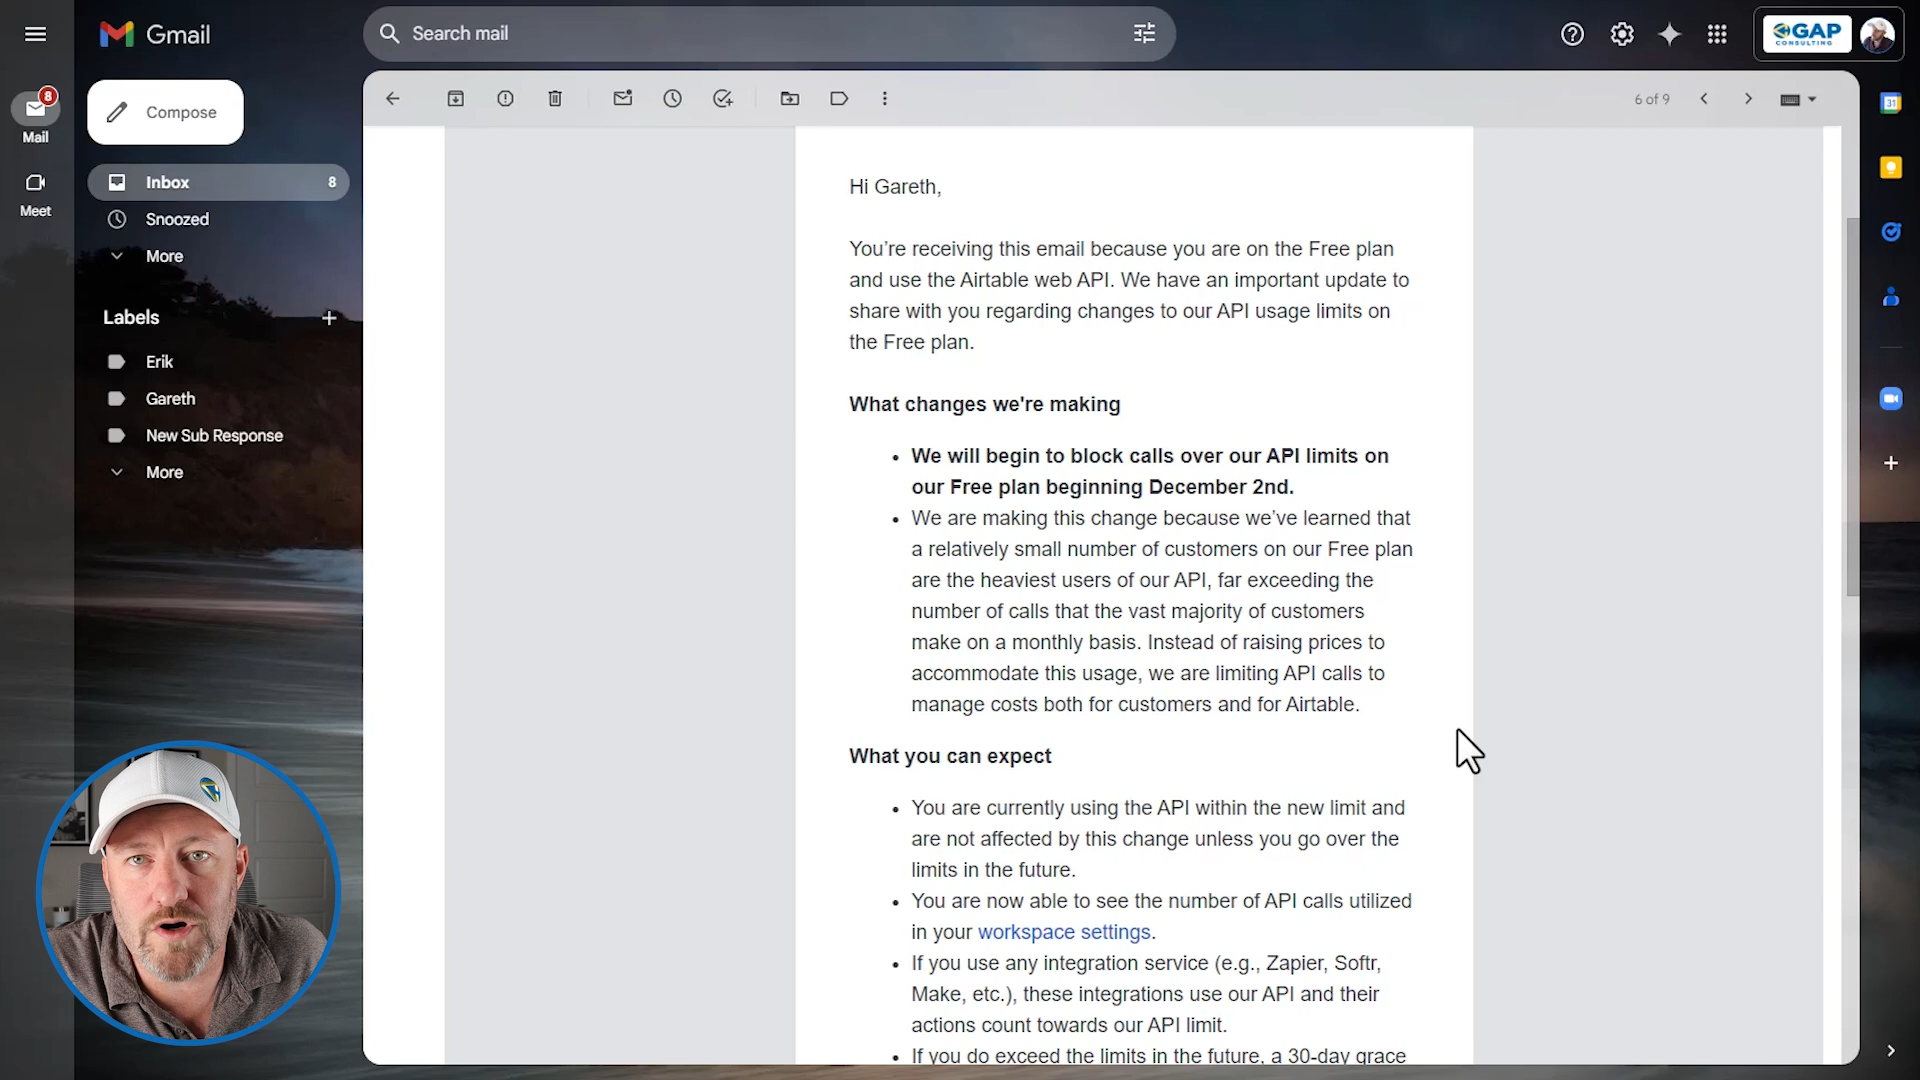 Gmail
Search mail
GAP
CONSULTING
8
Mail
Meet
Compose
Inbox 8
Snoozed
More
Labels
Erik
Gareth
New Sub Response
More
6 of 9
31
Hi Gareth,
You're receiving this email because you are on the Free plan
and use the Airtable web API. We have an important update to
share with you regarding changes to our API usage limits on
the Free plan.
What changes we're making
• We will begin to block calls over our API limits on
our Free plan beginning December 2nd.
• We are making this change because we've learned that
a relatively small number of customers on our Free plan
are the heaviest users of our API, far exceeding the
number of calls that the vast majority of customers
make on a monthly basis. Instead of raising prices to
accommodate this usage, we are limiting API calls to
manage costs both for customers and for Airtable.
What you can expect
• You are currently using the API within the new limit and
are not affected by this change unless you go over the
limits in the future.
• You are now able to see the number of API calls utilized
in your workspace settings.
• If you use any integration service (e.g., Zapier, Softr,
Make, etc.), these integrations use our API and their
actions count towards our API limit.
• If you do exceed the limits in the future, a 30-day grace